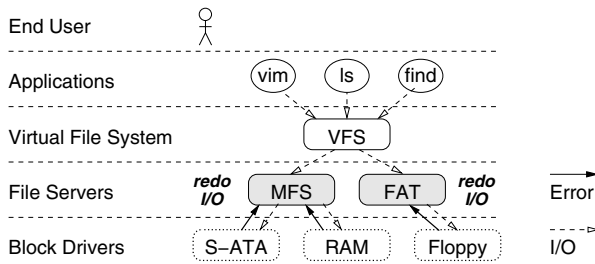 End User
Applications
vim
ls
find
Virtual File System
VFS
File Servers
redo
I/O
MFS
FAT
redo
I/O
Error
Block Drivers
S–ATA
RAM
Floppy
I/O